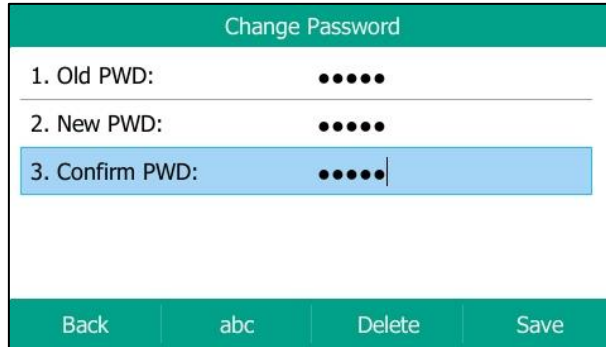 Change Password
1. Old PWD: •••••
2. New PWD: •••••
3. Confirm PWD: •••••
Back abc Delete Save